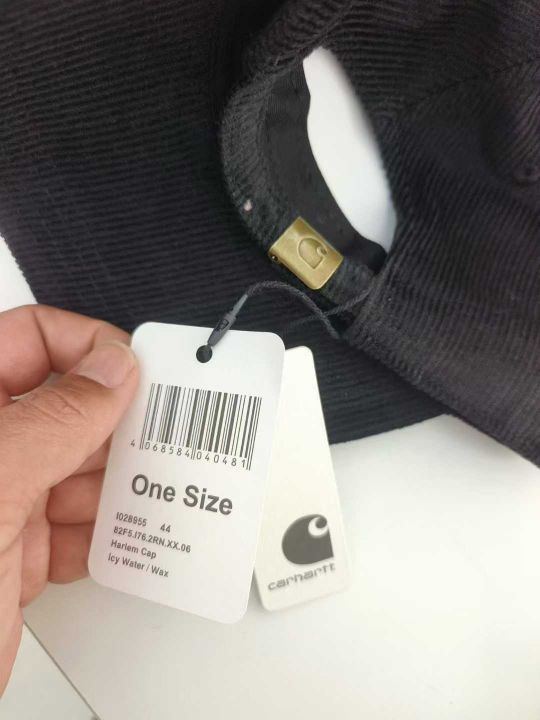 4 068584 040481
One Size
I028955 44
82F5.I76.2RN.XX.06
Harlem Cap
Icy Water / Wax
carhartt